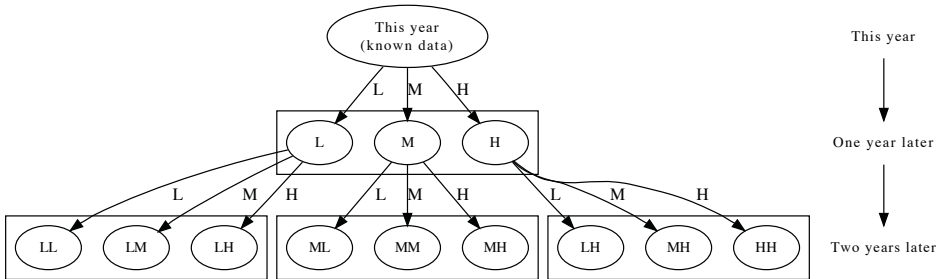 This year
(known data)
This year
L M H
L M H
One year later
L M H L M H L M H
LL LM LH ML MM MH LH MH HH
Two years later